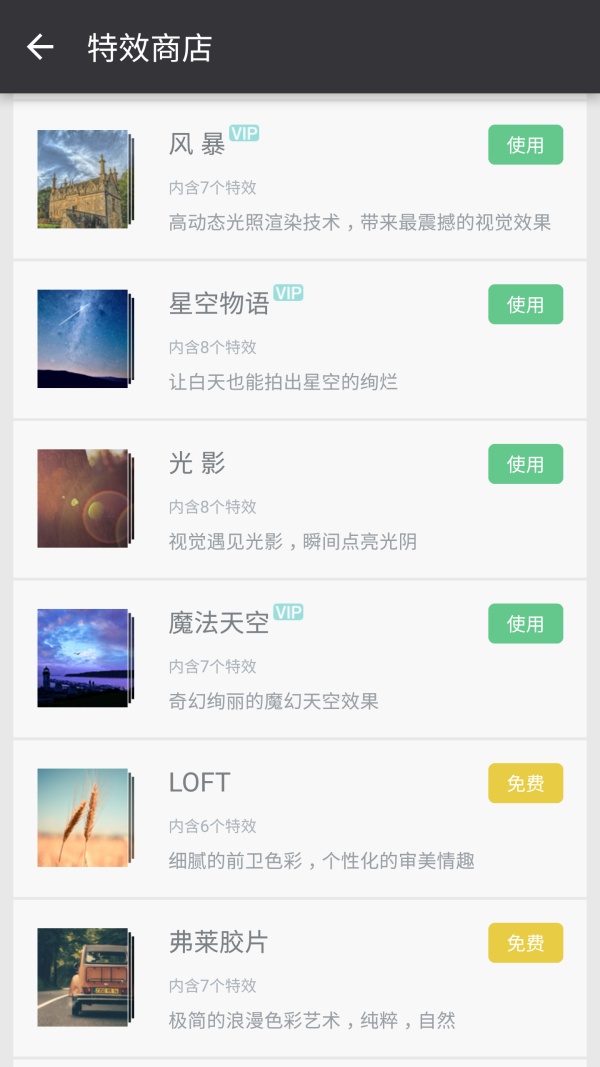 特效商店
风 暴 VIP
使用
内含7个特效
高动态光照渲染技术，带来最震撼的视觉效果
星空物语 VIP
使用
内含8个特效
让白天也能拍出星空的绚烂
光 影
使用
内含8个特效
视觉遇见光影，瞬间点亮光阴
魔法天空 VIP
使用
内含7个特效
奇幻绚丽的魔幻天空效果
LOFT
免费
内含6个特效
细腻的前卫色彩，个性化的审美情趣
弗莱胶片
免费
内含7个特效
极简的浪漫色彩艺术，纯粹，自然